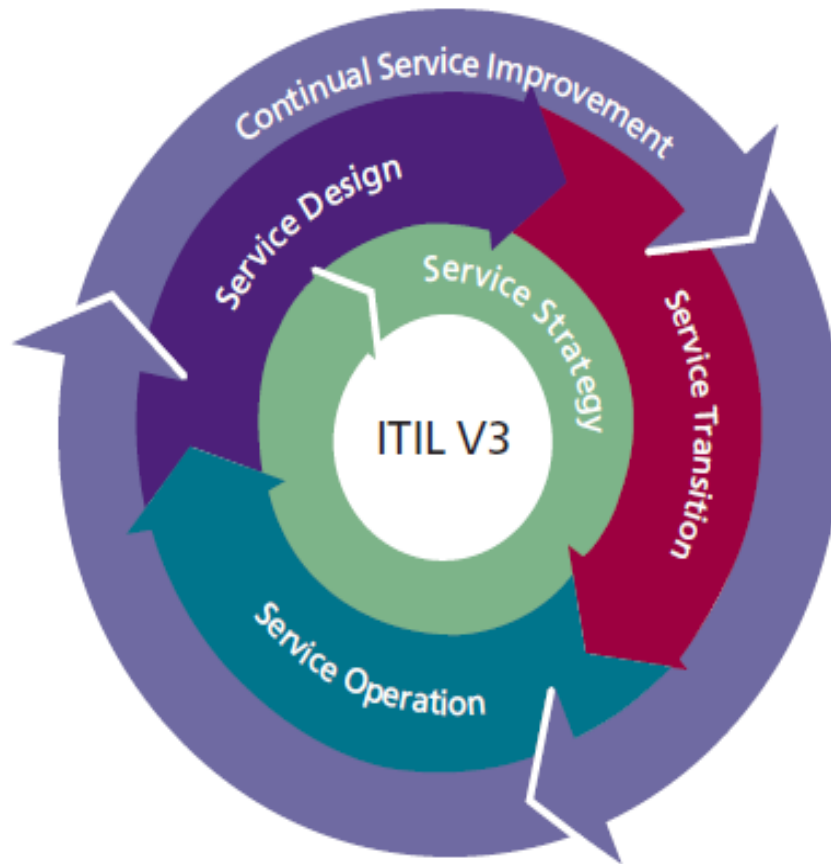 Continual Service Improvement
Service Design
Service Strategy
Service Transition
ITIL V3
Service Operation